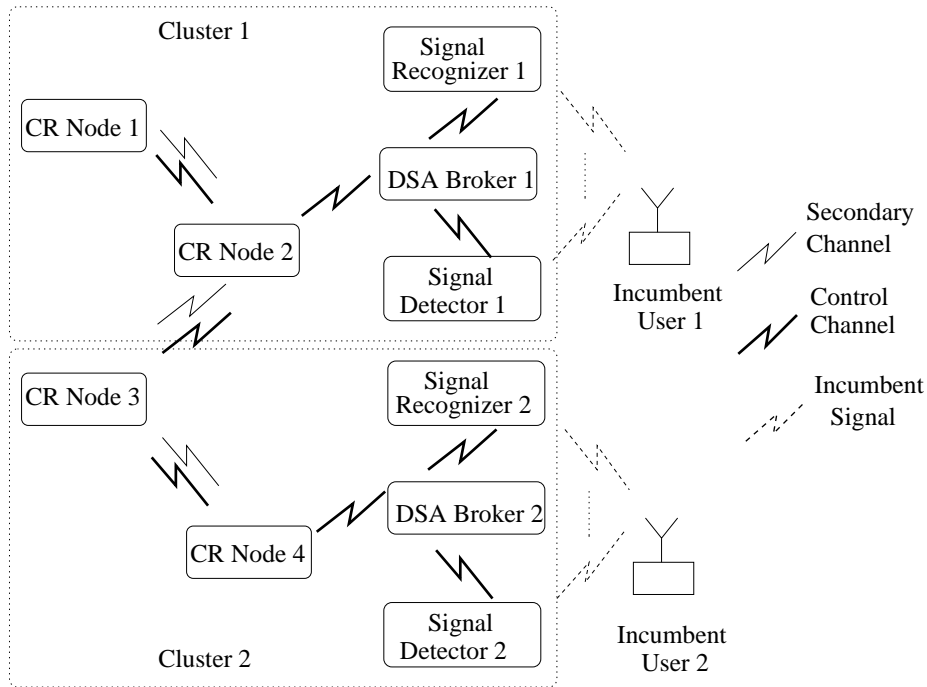 Cluster 1
Signal
Recognizer 1
CR Node 1
DSA Broker 1
CR Node 2
Signal
Detector 1
Incumbent
User 1
Secondary
Channel
Control
Channel
Incumbent
Signal
CR Node 3
Signal
Recognizer 2
DSA Broker 2
CR Node 4
Signal
Detector 2
Incumbent
User 2
Cluster 2